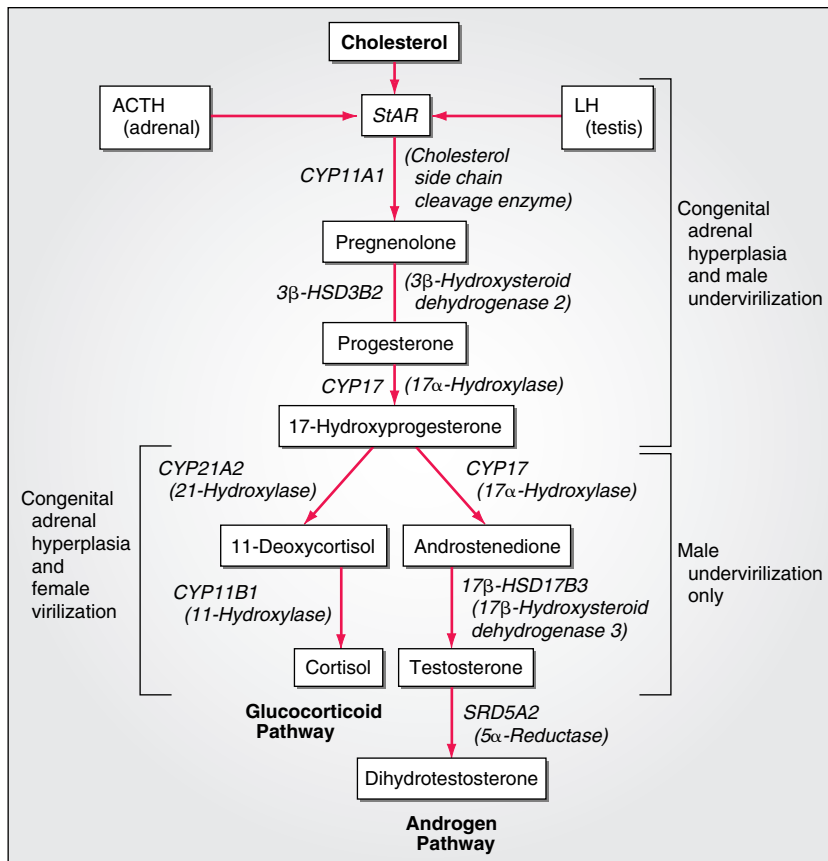 Cholesterol
ACTH
(adrenal)
StAR
LH
(testis)
CYP11A1
(Cholesterol
side chain
cleavage enzyme)
Congenital
adrenal
hyperplasia
and male
undervirilization
Pregnenolone
3β-HSD3B2
(3β-Hydroxysteroid
dehydrogenase 2)
Progesterone
CYP17
(17α-Hydroxylase)
17-Hydroxyprogesterone
CYP21A2
(21-Hydroxylase)
CYP17
(17α-Hydroxylase)
Congenital
adrenal
hyperplasia
and
female
virilization
11-Deoxycortisol
Androstenedione
Male
undervirilization
only
CYP11B1
(11-Hydroxylase)
17β-HSD17B3
(17β-Hydroxysteroid
dehydrogenase 3)
Cortisol
Testosterone
Glucocorticoid
Pathway
SRD5A2
(5α-Reductase)
Dihydrotestosterone
Androgen
Pathway